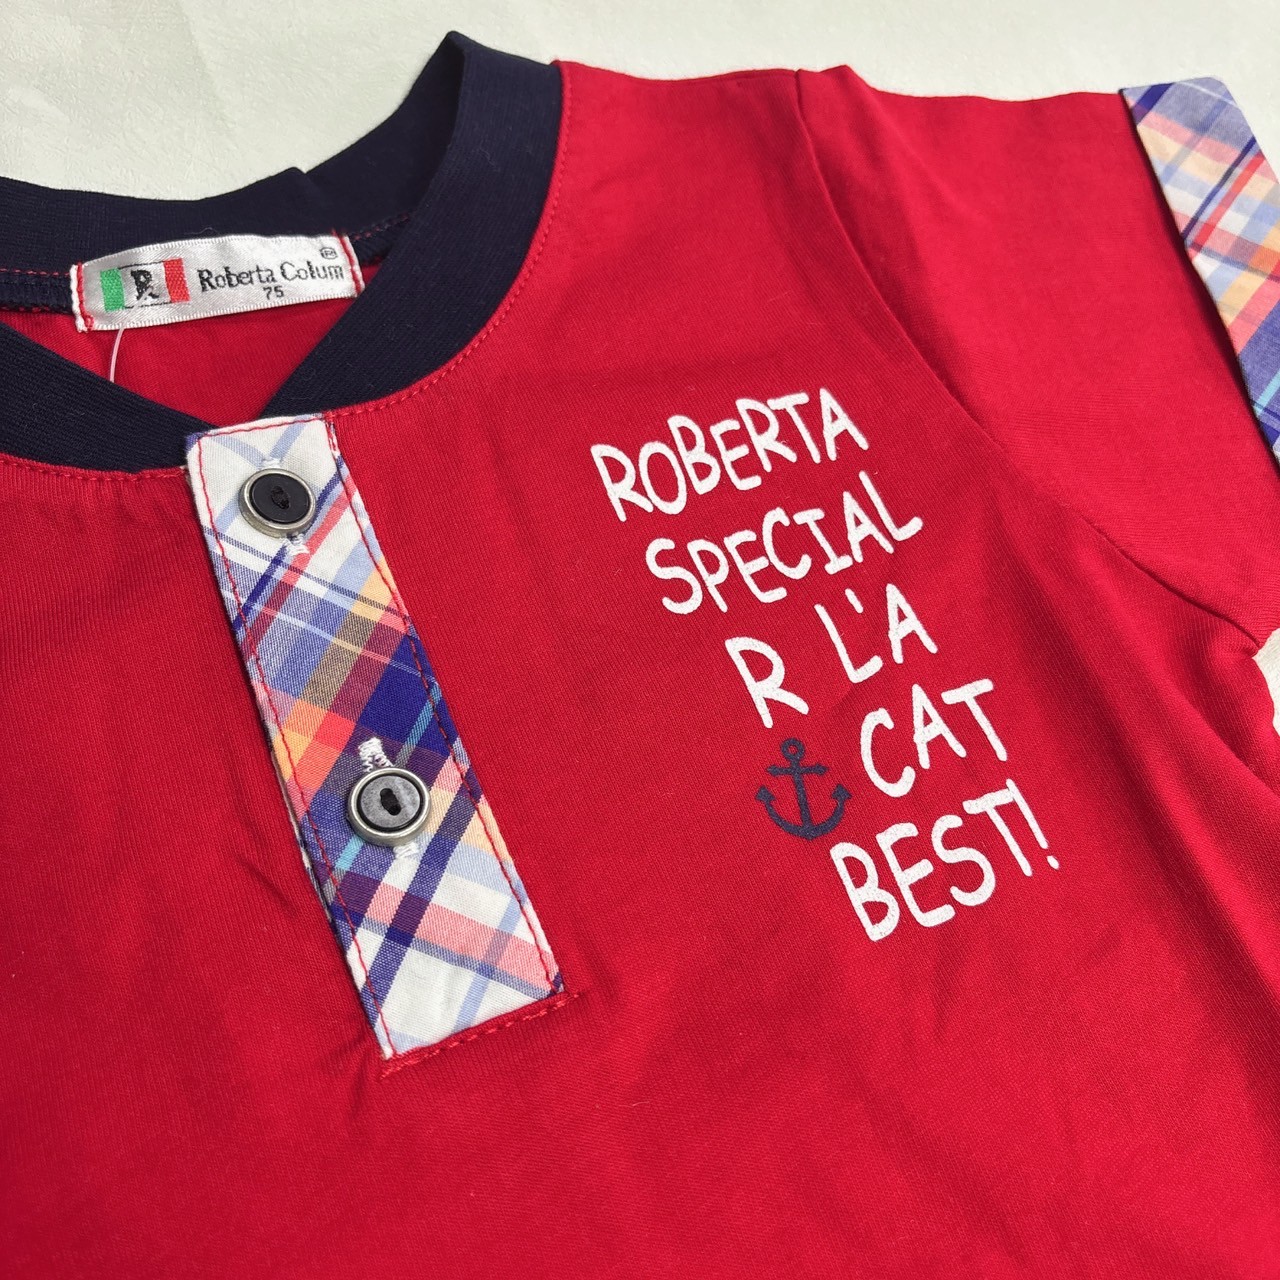 R Roberta Colum ®
75
ROBERTA
SPECIAL
R L'A
CAT
BEST!